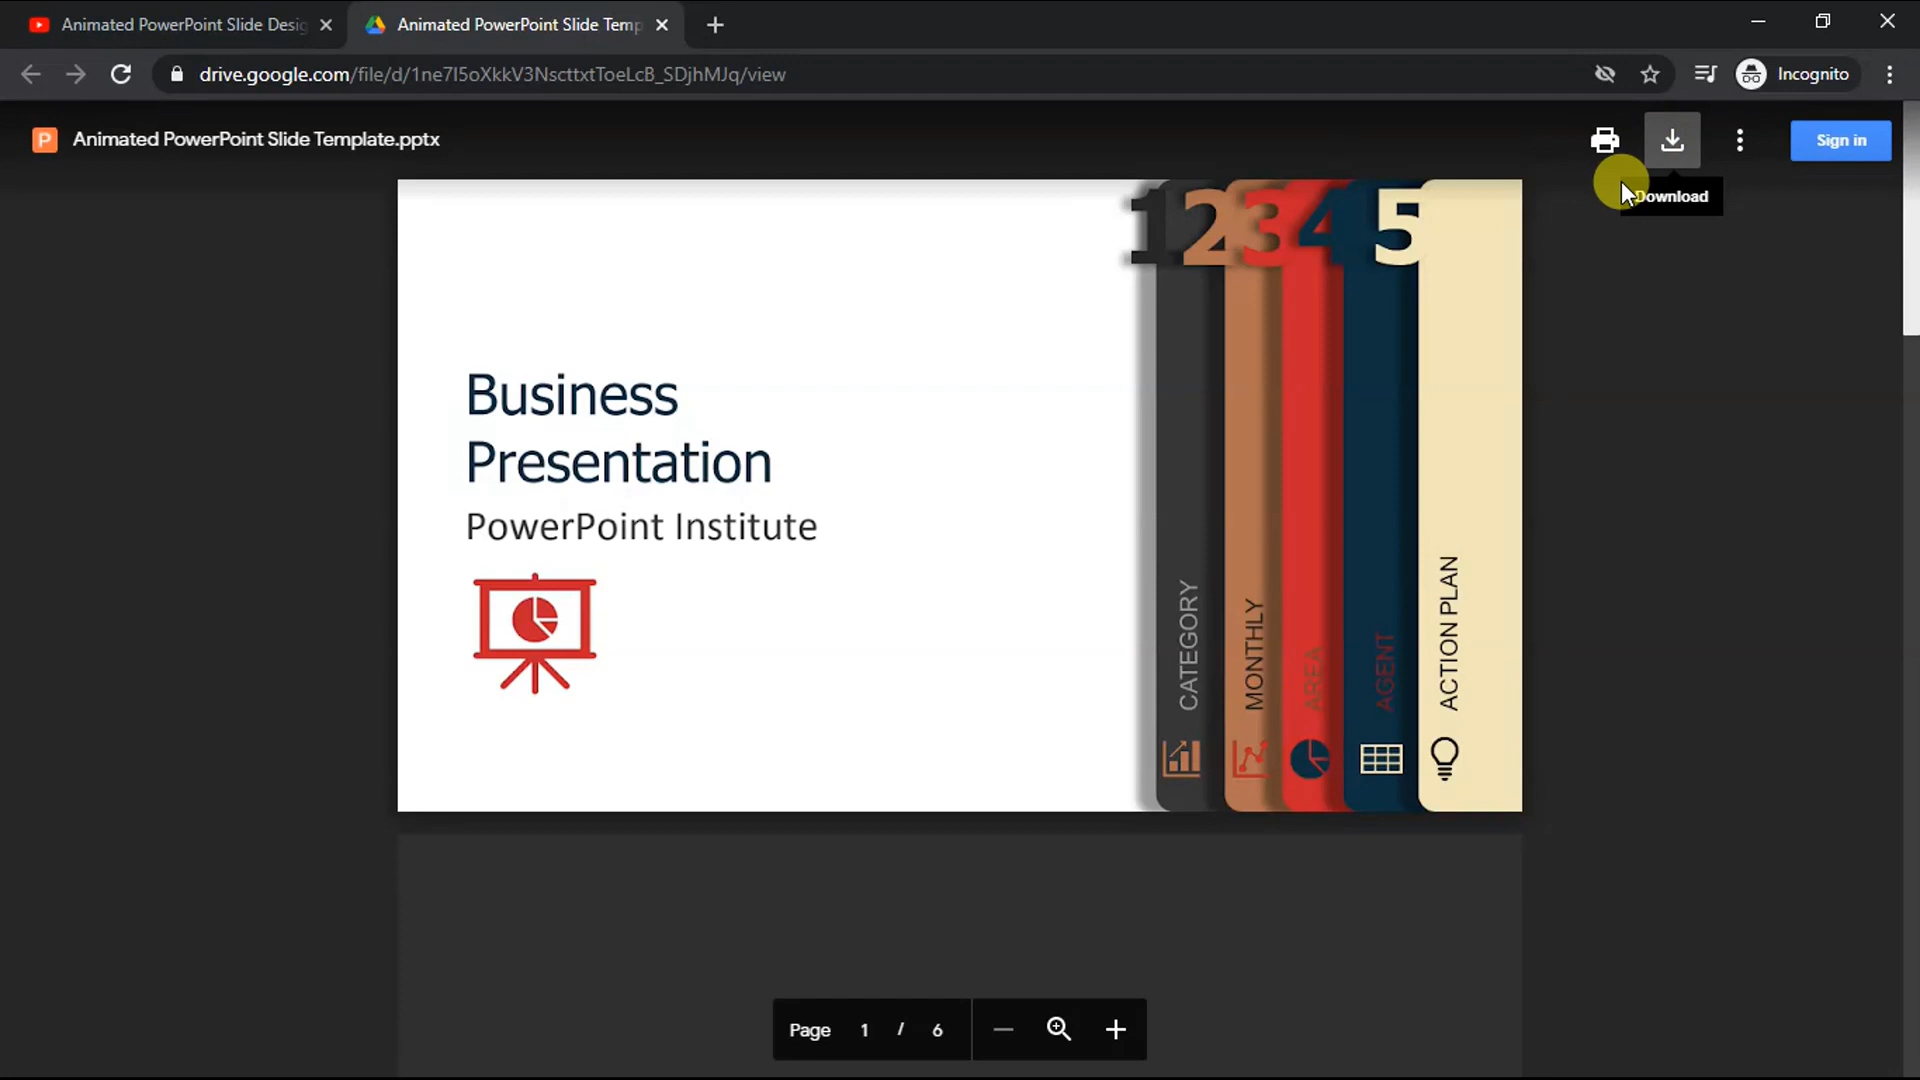 Animated PowerPoint Slide Desig
Animated PowerPoint Slide Temp
drive.google.com/file/d/1ne7I5oXkkV3NscttxtToeLcB_SDjhMJq/view
Incognito
P
Animated PowerPoint Slide Template.pptx
Sign in
Download
1 2 3 4 5
Business
Presentation
PowerPoint Institute
CATEGORY
MONTHLY
AREA
AGENT
ACTION PLAN
Page 1 / 6